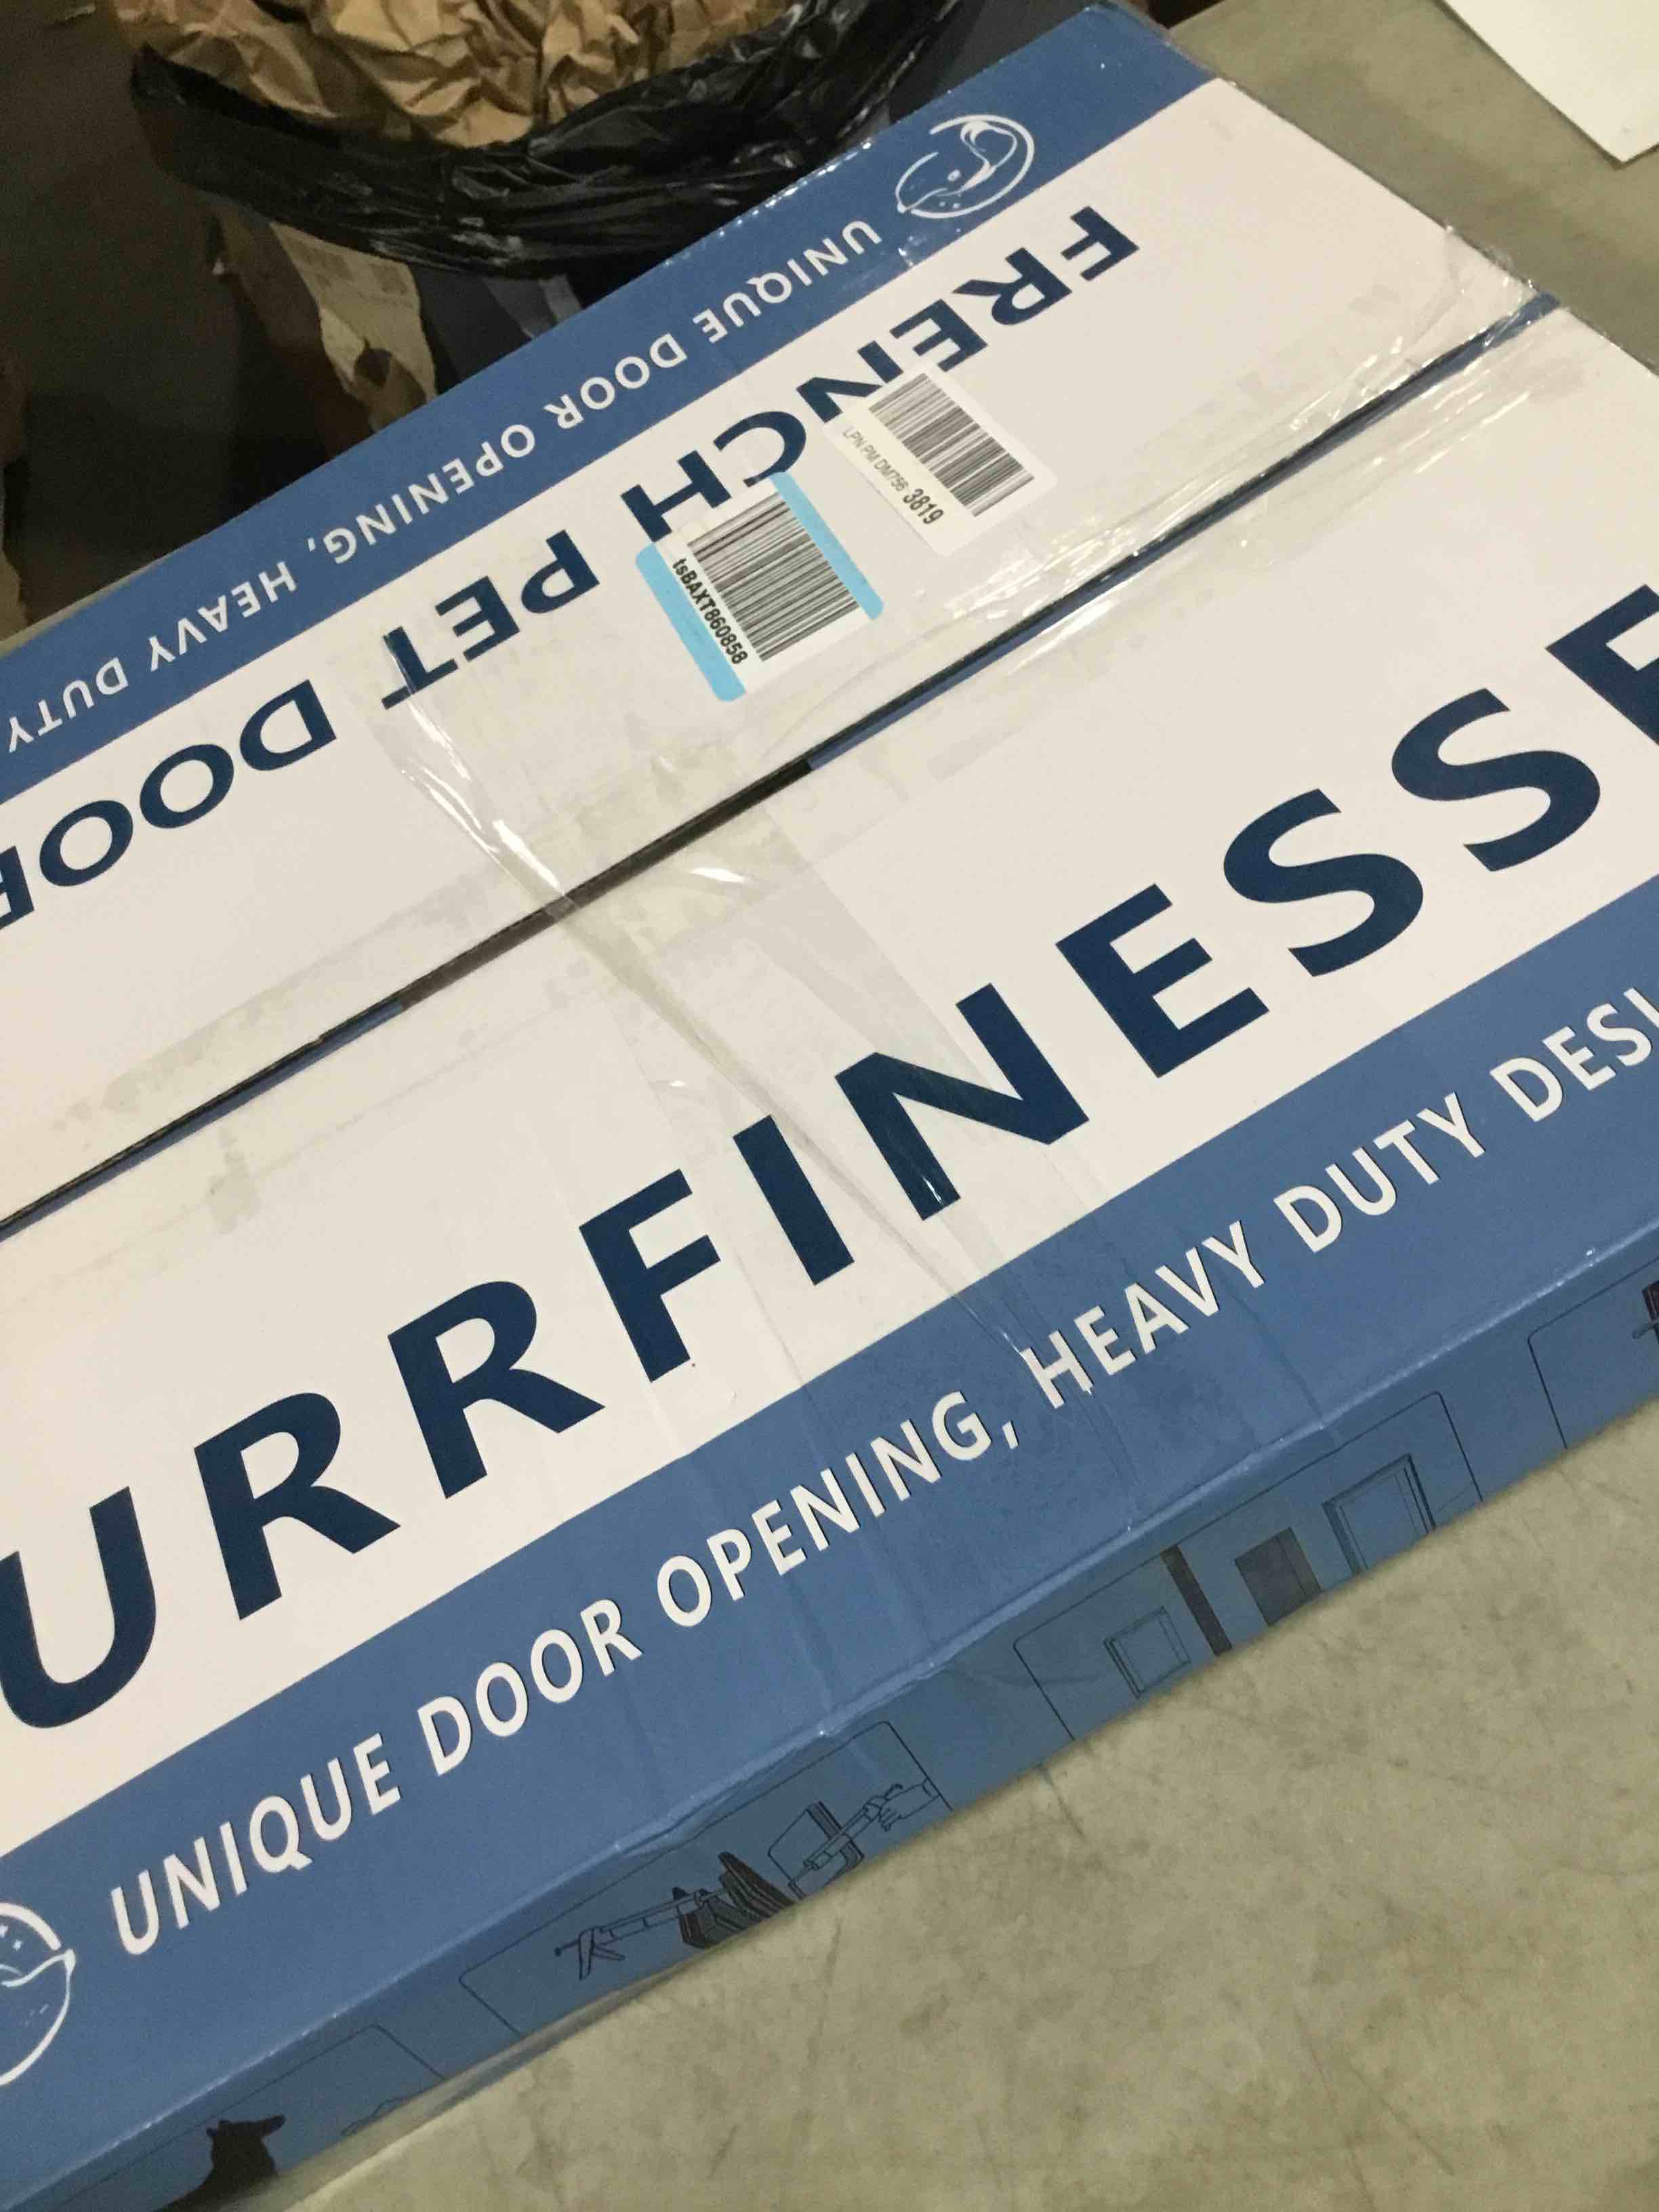 UNIQUE DOOR OPENING, HEAVY DUTY
FRENCH PET DOOR
LPN PM DM756 3819
tsBAXT860858
URRFINESSE
UNIQUE DOOR OPENING, HEAVY DUTY DESI